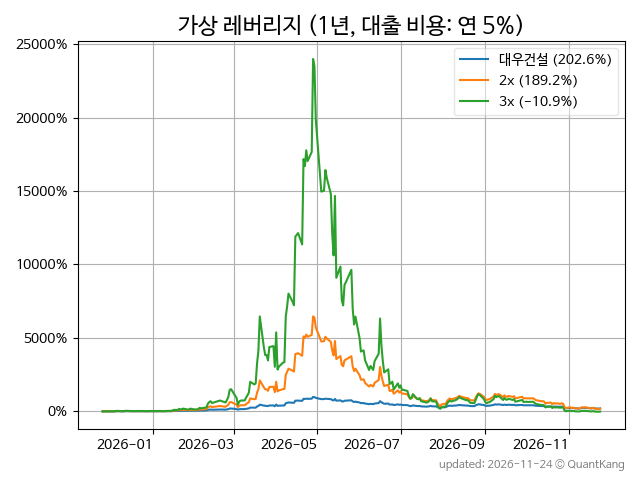 가상 레버리지 (1년, 대출 비용: 연 5%)
25000%
20000%
15000%
10000%
5000%
0%
대우건설 (202.6%)
2x (189.2%)
3x (-10.9%)
2026-01
2026-03
2026-05
2026-07
2026-09
2026-11
updated: 2026-11-24 © QuantKang